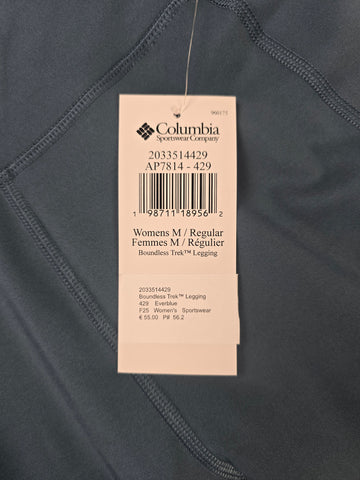 990175
Columbia
Sportswear Company
2033514429
AP7814 - 429
1 98711 18956 2
Womens M / Regular
Femmes M / Régulier
Boundless Trek™ Legging
2033514429
Boundless Trek™ Legging
429 Everblue
F25 Women's Sportswear
€ 55.00 P# 56.2